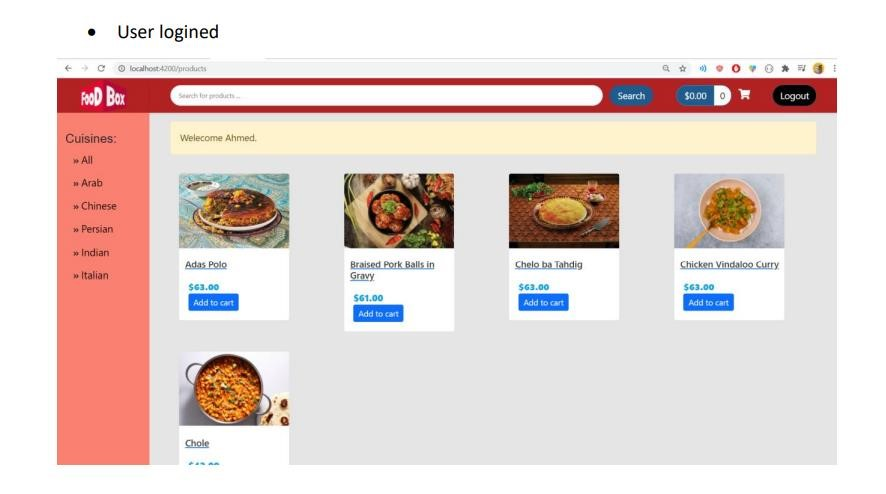 • User logined
localhost:4200/products
FooD Box
Search for products ...
Search
$0.00 0
Logout
Cuisines:
» All
» Arab
» Chinese
» Persian
» Indian
» Italian
Welecome Ahmed.
Adas Polo
$63.00
Add to cart
Braised Pork Balls in
Gravy
$61.00
Add to cart
Chelo ba Tahdig
$63.00
Add to cart
Chicken Vindaloo Curry
$63.00
Add to cart
Chole